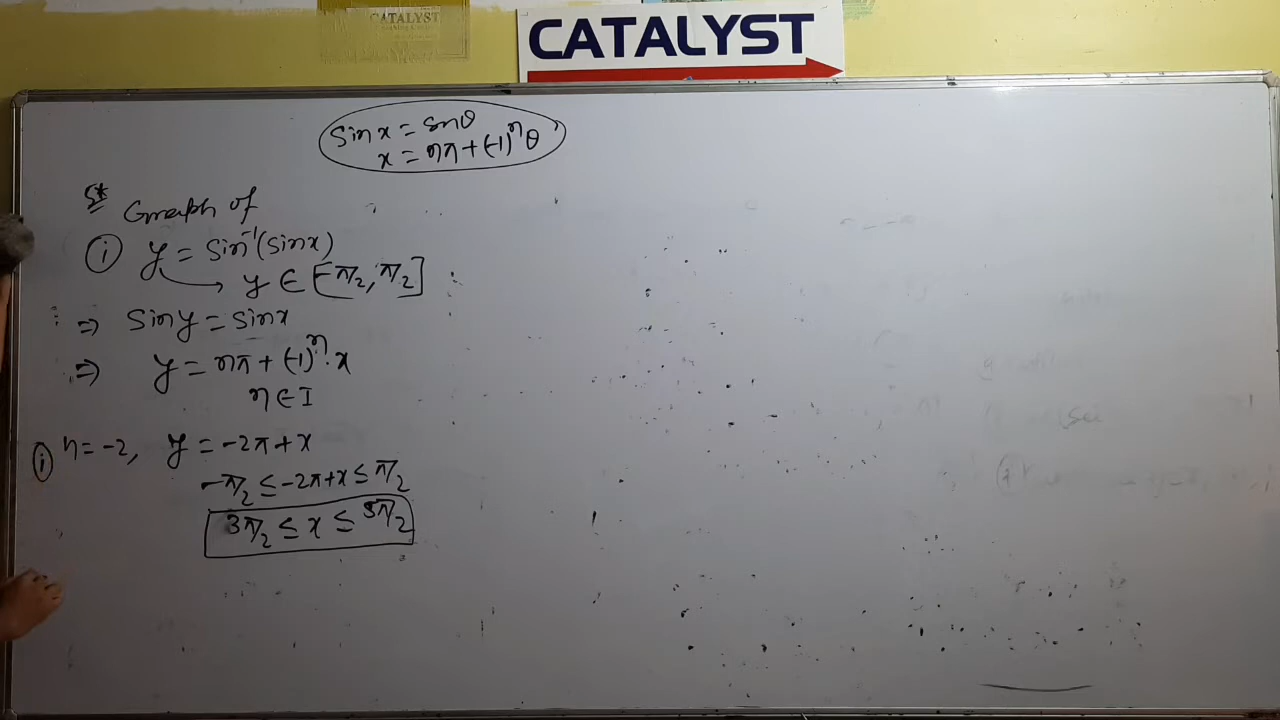 CATALYST
CATALYST
sin x = sin θ
x = nπ + (-1)ⁿ θ
Graph of
(i) y = sin⁻¹(sin x)
y ∈ [-π/2, π/2]
⇒ sin y = sin x
⇒ y = nπ + (-1)ⁿ. x
n ∈ I
(i) n = -2, y = -2π + x
-π/2 ≤ -2π + x ≤ π/2
3π/2 ≤ x ≤ 5π/2